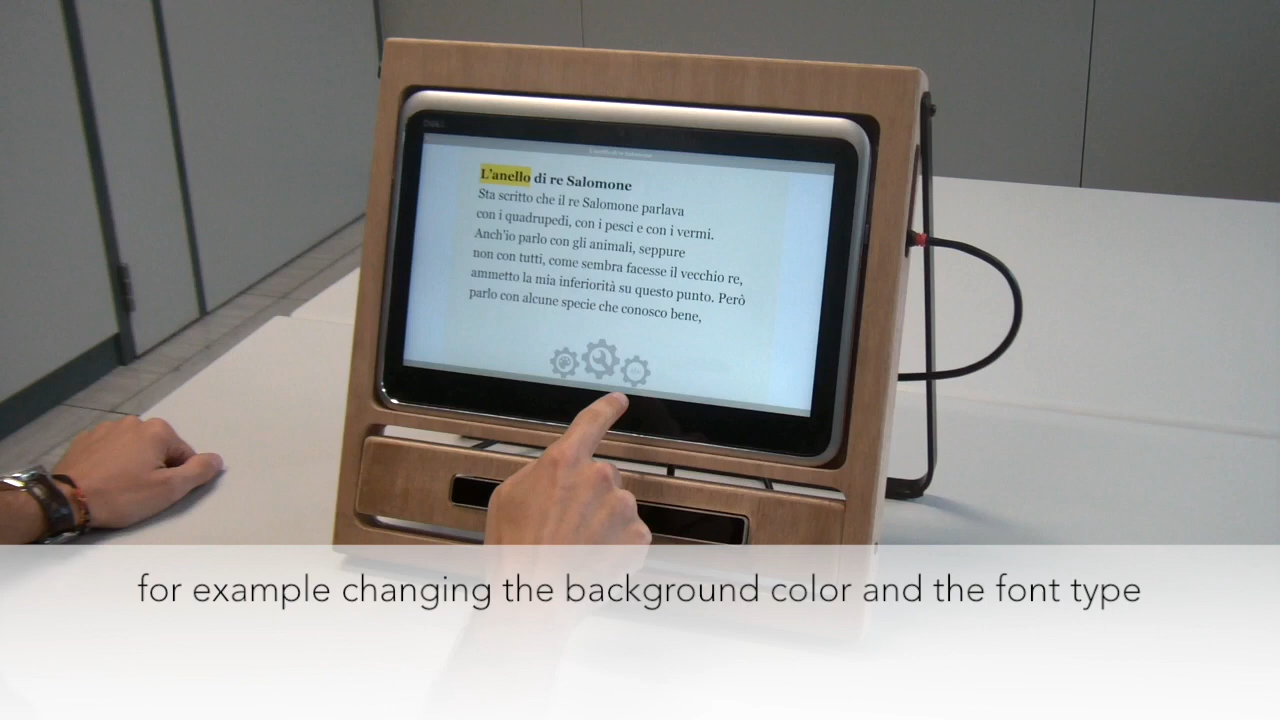 L'anello di re Salomone
Sta scritto che il re Salomone parlava
con i quadrupedi, con i pesci e con i vermi.
Anch'io parlo con gli animali, seppure
non con tutti, come sembra facesse il vecchio re,
ammetto la mia inferiorità su questo punto. Però
parlo con alcune specie che conosco bene,
for example changing the background color and the font type